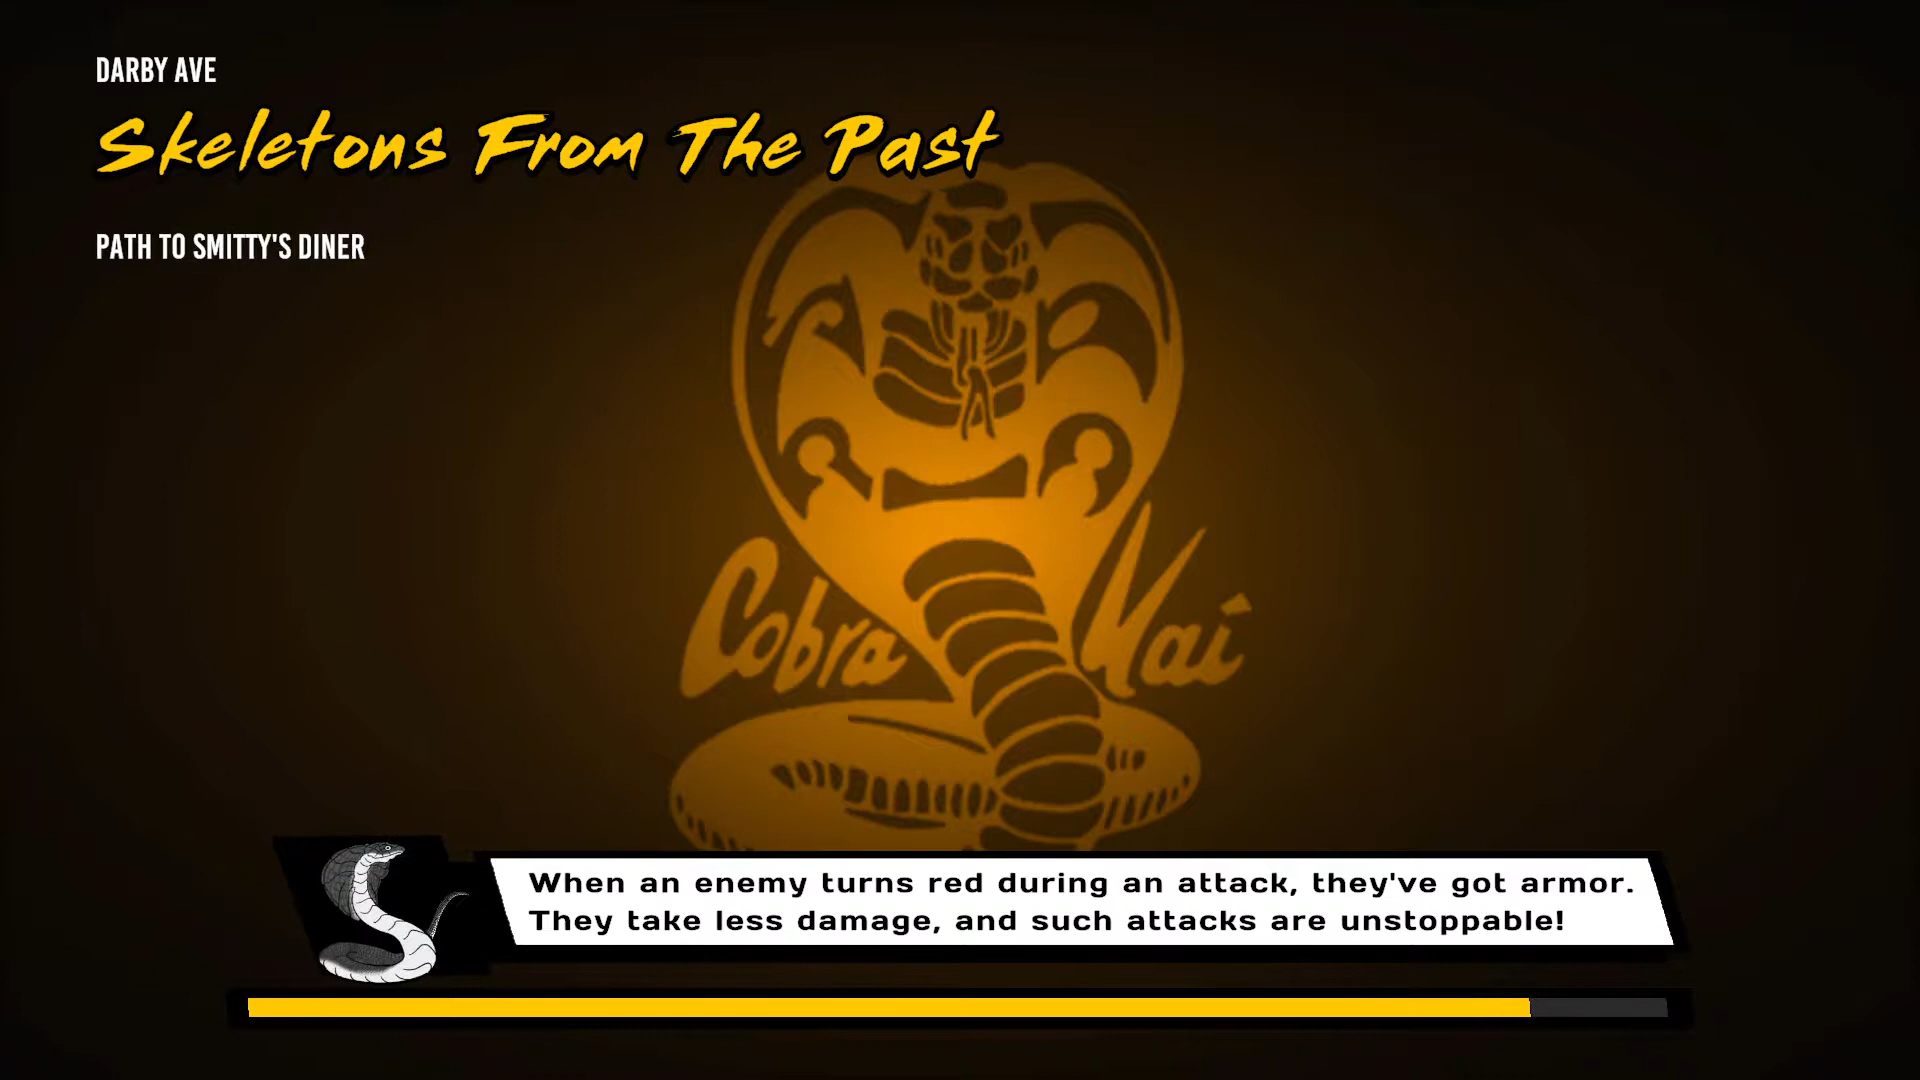 DARBY AVE
Skeletons From The Past
PATH TO SMITTY'S DINER
Cobra Kai
When an enemy turns red during an attack, they've got armor.
They take less damage, and such attacks are unstoppable!